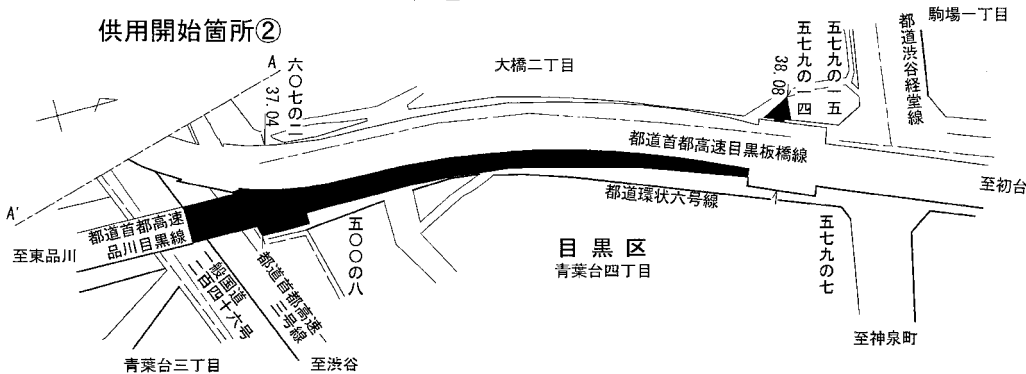 供用開始箇所②
駒場一丁目
都道渋谷経堂線
五七九の一五
五七九の一四
38.08
大橋二丁目
A
六〇七の二
37.04
都道首都高速目黒板橋線
至初台
都道環状六号線
A'
都道首都高速
品川目黒線
至東品川
五〇〇の八
目黒区
青葉台四丁目
五七九の七
都道首都高速
三号線
一般国道
二百四十六号
至神泉町
青葉台三丁目
至渋谷